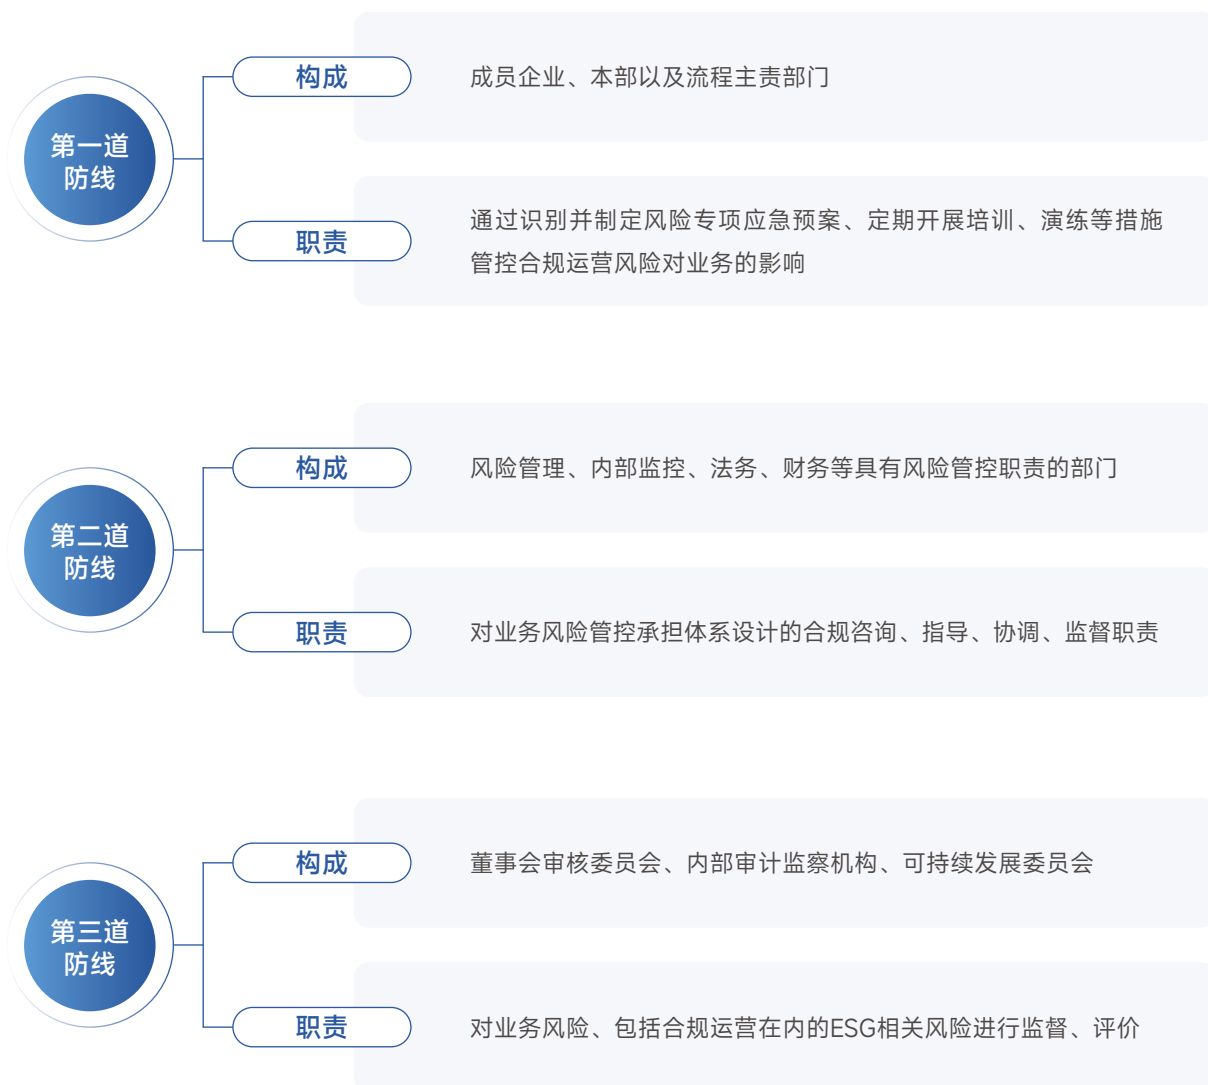 第一道
防线
构成
成员企业、本部以及流程主责部门
职责
通过识别并制定风险专项应急预案、定期开展培训、演练等措施
管控合规运营风险对业务的影响
第二道
防线
构成
风险管理、内部监控、法务、财务等具有风险管控职责的部门
职责
对业务风险管控承担体系设计的合规咨询、指导、协调、监督职责
第三道
防线
构成
董事会审核委员会、内部审计监察机构、可持续发展委员会
职责
对业务风险、包括合规运营在内的ESG相关风险进行监督、评价